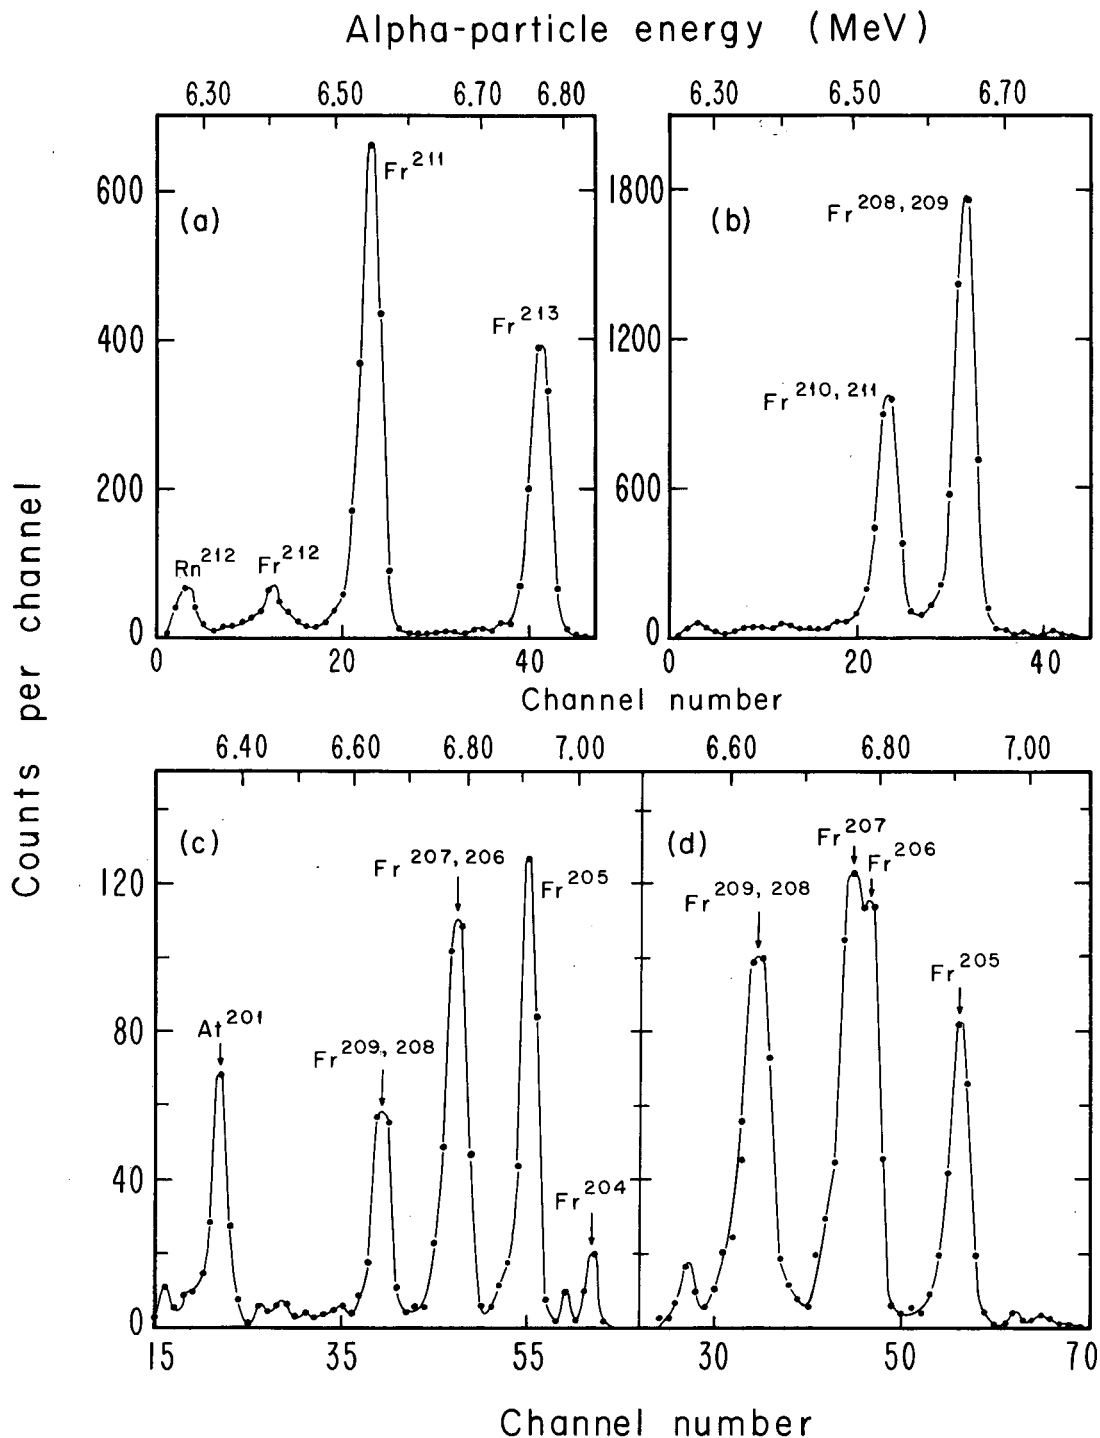 Alpha-particle energy (MeV)
6.30 6.50 6.70 6.80
6.30 6.50 6.70
600
400
200
0
(a)
Rn212
Fr212
Fr211
Fr213
0 20 40
1800
1200
600
0
(b)
Fr208, 209
Fr210, 211
0 20 40
Channel number
Counts per channel
6.40 6.60 6.80 7.00
6.60 6.80 7.00
120
80
40
0
(c)
At201
Fr209, 208
Fr207, 206
Fr205
Fr204
15 35 55
(d)
Fr209, 208
Fr207
Fr206
Fr205
30 50 70
Channel number